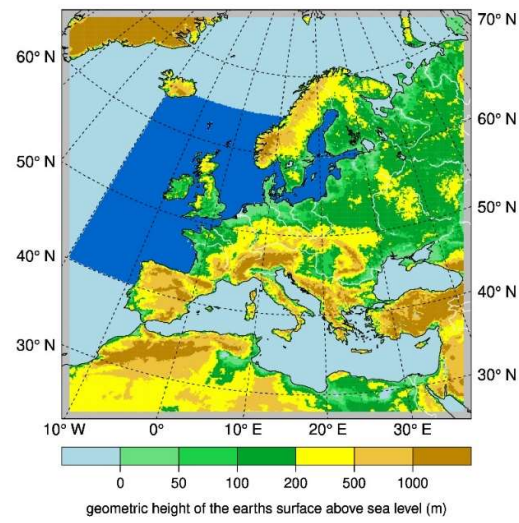 70° N
60° N
60° N
50° N
50° N
40° N
40° N
30° N
30° N
10° W 0° 10° E 20° E 30° E
0 50 100 200 500 1000
geometric height of the earths surface above sea level (m)